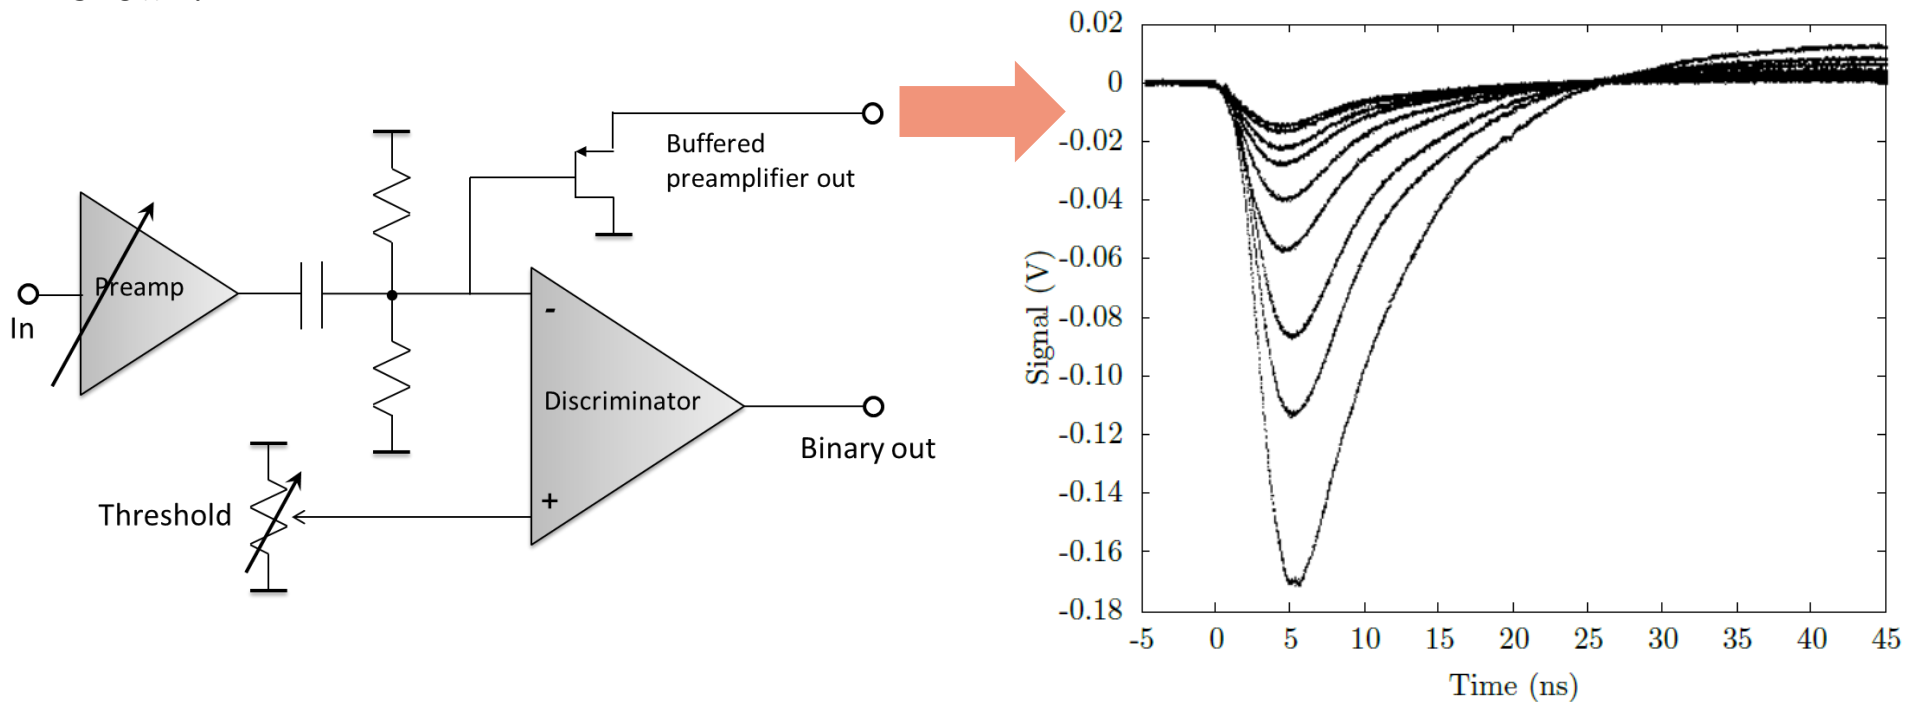 In
Preamp
Buffered
preamplifier out
-
Discriminator
+
Threshold
Binary out
0.02
0
-0.02
-0.04
-0.06
-0.08
-0.10
-0.12
-0.14
-0.16
-0.18
Signal (V)
-5 0 5 10 15 20 25 30 35 40 45
Time (ns)